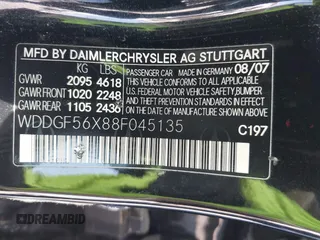 MFD BY DAIMLERCHRYSLER AG STUTTGART
KG LBS PASSENGER CAR MADE IN GERMANY 08/07
GVWR 2095 4618
GAWR FRONT 1020 2248
GAWR REAR 1105 2436
THIS VEHICLE CONFORMS TO ALL APPLICABLE
U.S. FEDERAL MOTOR VEHICLE SAFETY
BUMPER AND THEFT PREVENTION STANDARDS
IN EFFECT ON THE DATE OF MANUFACTURE
SHOWN ABOVE
WDDGF56X88F045135
C197
DREAMBID